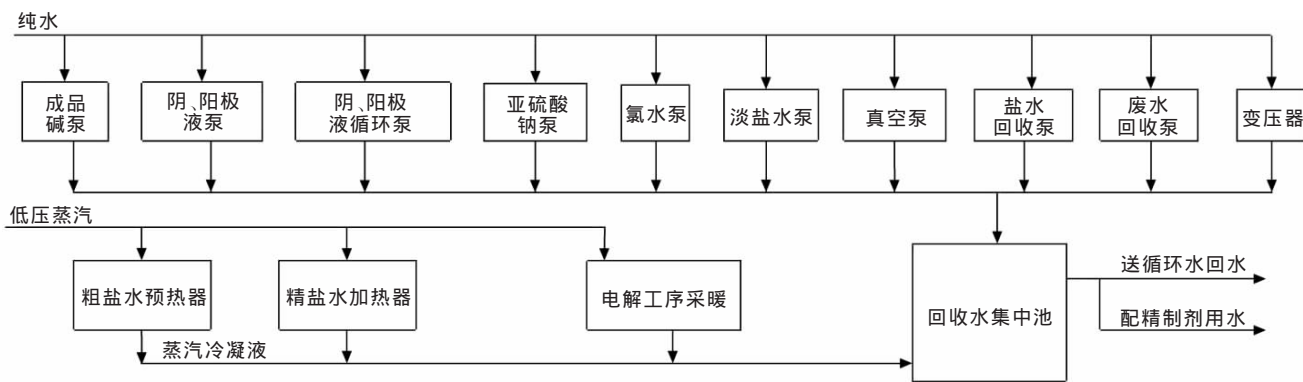 纯水
成品
碱泵
阴、阳极
液泵
阴、阳极
液循环泵
亚硫酸
钠泵
氯水泵
淡盐水泵
真空泵
盐水
回收泵
废水
回收泵
变压器
低压蒸汽
粗盐水预热器
精盐水加热器
电解工序采暖
回收水集中池
送循环水回水
配精制剂用水
蒸汽冷凝液